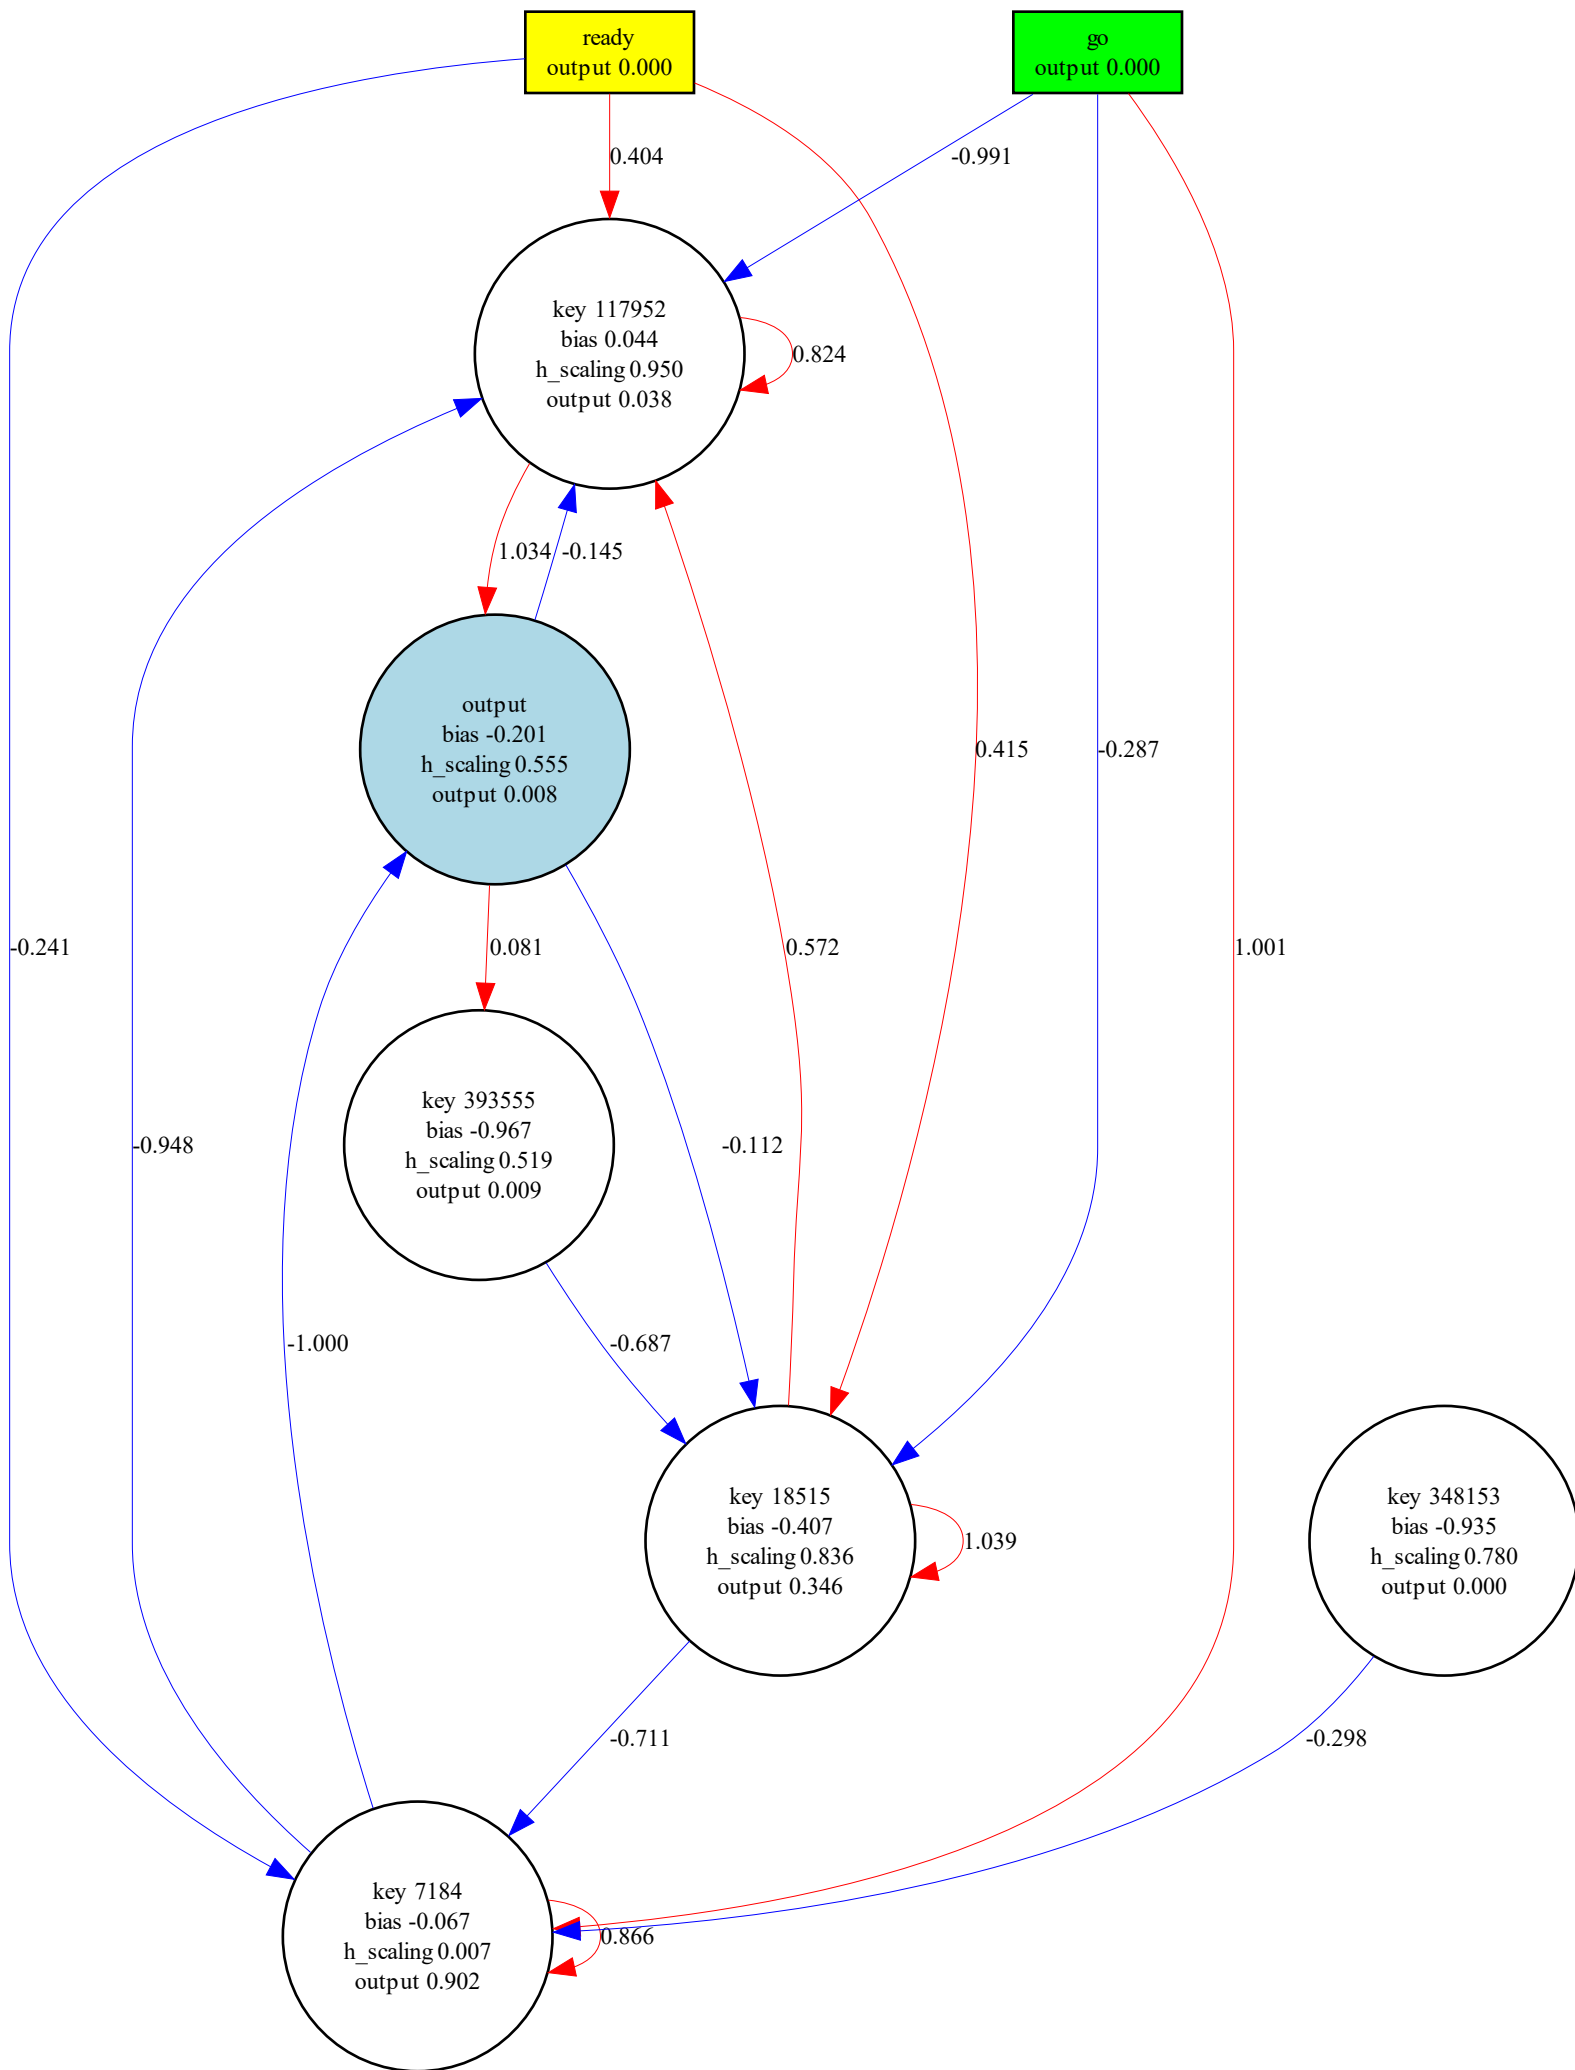 ready
output 0.000
go
output 0.000
0.404
-0.991
key 117952
bias 0.044
h_scaling 0.950
output 0.038
0.824
1.034
-0.145
output
bias -0.201
h_scaling 0.555
output 0.008
0.415
-0.287
-0.241
0.081
0.572
1.001
key 393555
bias -0.967
h_scaling 0.519
output 0.009
-0.948
-0.112
-1.000
-0.687
key 18515
bias -0.407
h_scaling 0.836
output 0.346
1.039
key 348153
bias -0.935
h_scaling 0.780
output 0.000
-0.711
-0.298
key 7184
bias -0.067
h_scaling 0.007
output 0.902
0.866